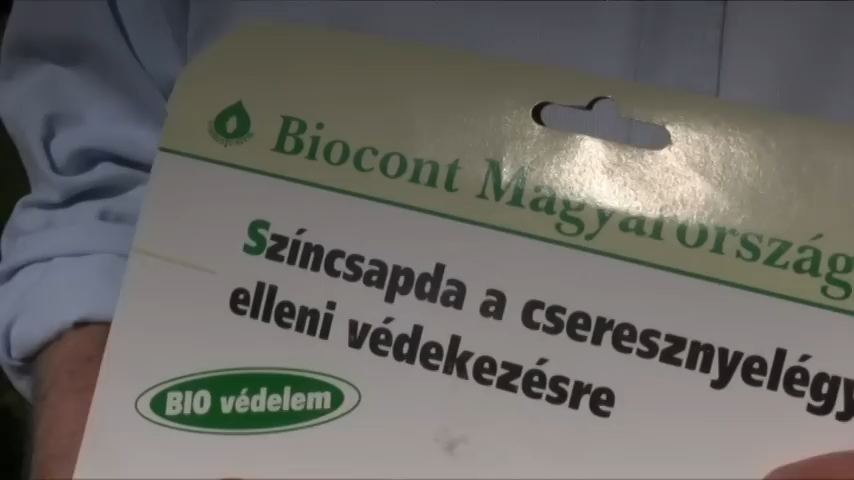 Biocont Magyarország
Színcsapda a cseresznyelégy
elleni védekezésre
BIO védelem